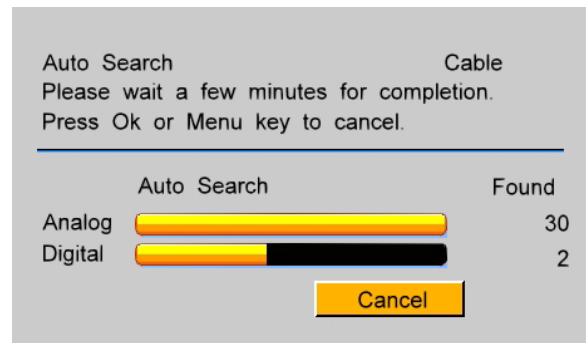 Auto Search Cable
Please wait a few minutes for completion.
Press Ok or Menu key to cancel.
Auto Search Found
Analog 30
Digital 2
Cancel